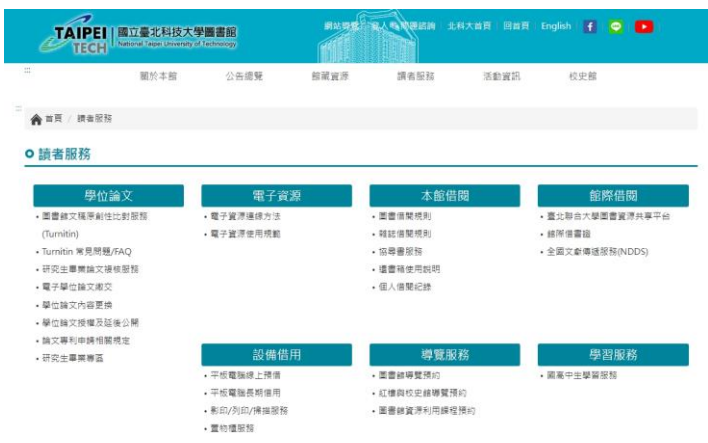 TAIPEI TECH
國立臺北科技大學圖書館
National Taipei University of Technology
網站導覽 個人 問題諮詢 北科大首頁 回首頁 English
關於本館 公告總覽 館藏資源 讀者服務 活動資訊 校史館
首頁 / 讀者服務
讀者服務
學位論文
圖書館文稿原創性比對服務
(Turnitin)
Turnitin 常見問題/FAQ
研究生畢業論文授核服務
電子學位論文繳交
學位論文內容更換
學位論文授權及延後公開
論文專利申請相關規定
研究生畢業專區
電子資源
電子資源連線方法
電子資源使用規範
本館借閱
圖書借閱規則
雜誌借閱規則
協尋書服務
還書箱使用說明
個人借閱紀錄
館際借閱
臺北聯合大學圖書資源共享平台
館際借書證
全國文獻傳遞服務(NDDS)
設備借用
平板電腦線上預借
平板電腦長期借用
影印/列印/掃描服務
置物櫃服務
導覽服務
圖書館導覽預約
紅樓與校史館導覽預約
圖書館資源利用課程預約
學習服務
國高中生學習服務